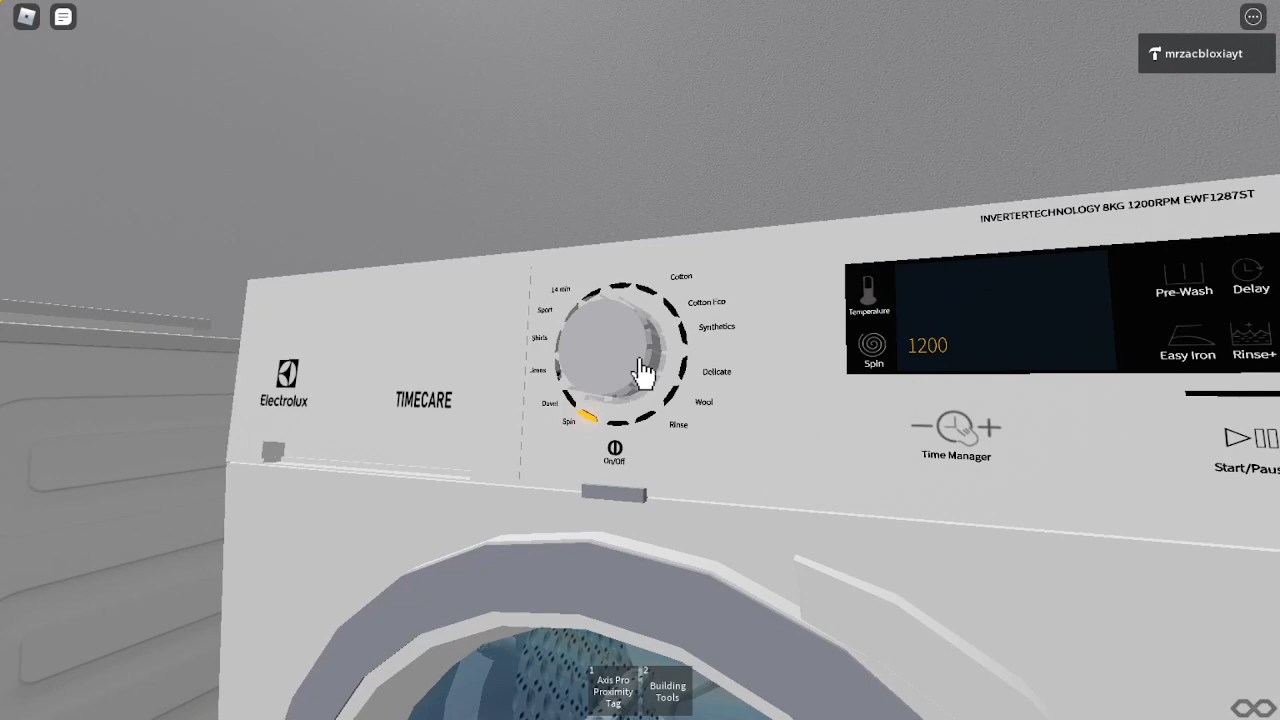 mrzacbloxiayt
INVERTERTECHNOLOGY 8KG 1200RPM EWF1287ST
Cotton
Cotton Eco
Synthetics
Delicate
Wool
Rinse
14 min
Sport
Shirts
Jeans
Duvet
Spin
On/Off
Electrolux
TIMECARE
Temperature
Spin
1200
Pre-Wash
Delay
Easy Iron
Rinse+
Time Manager
Start/Paus
1
Axis Pro
Proximity
Tag
2
Building
Tools